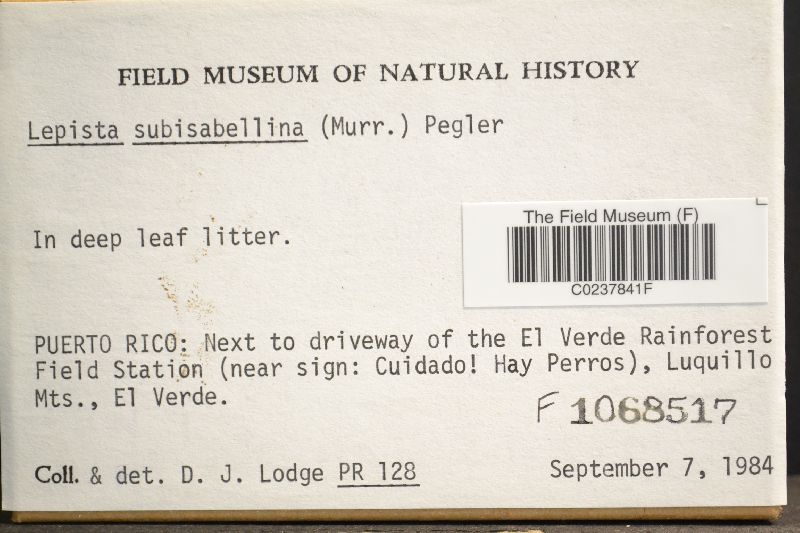 FIELD MUSEUM OF NATURAL HISTORY
Lepista subisabellina (Murr.) Pegler
In deep leaf litter.
The Field Museum (F)
C0237841F
PUERTO RICO: Next to driveway of the El Verde Rainforest
Field Station (near sign: Cuidado! Hay Perros), Luquillo
Mts., El Verde.
F 1068517
Coll. & det. D. J. Lodge PR 128
September 7, 1984